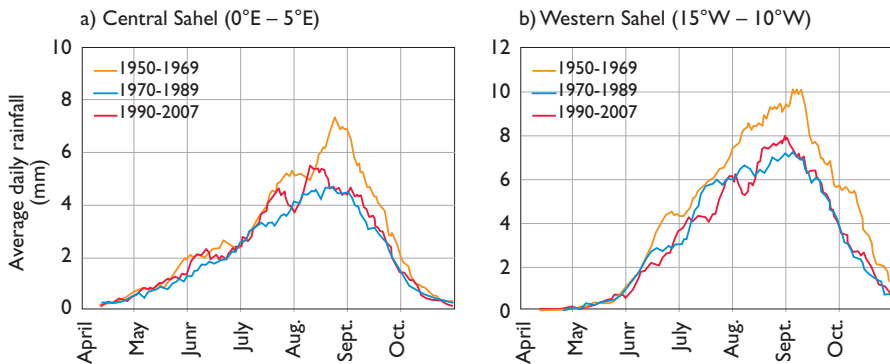 a) Central Sahel (0°E – 5°E)
10
8
6
4
2
0
Average daily rainfall
(mm)
1950-1969
1970-1989
1990-2007
April
May
Junr
July
Aug.
Sept.
Oct.
b) Western Sahel (15°W – 10°W)
12
10
8
6
4
2
0
1950-1969
1970-1989
1990-2007
April
May
Junr
July
Aug.
Sept.
Oct.